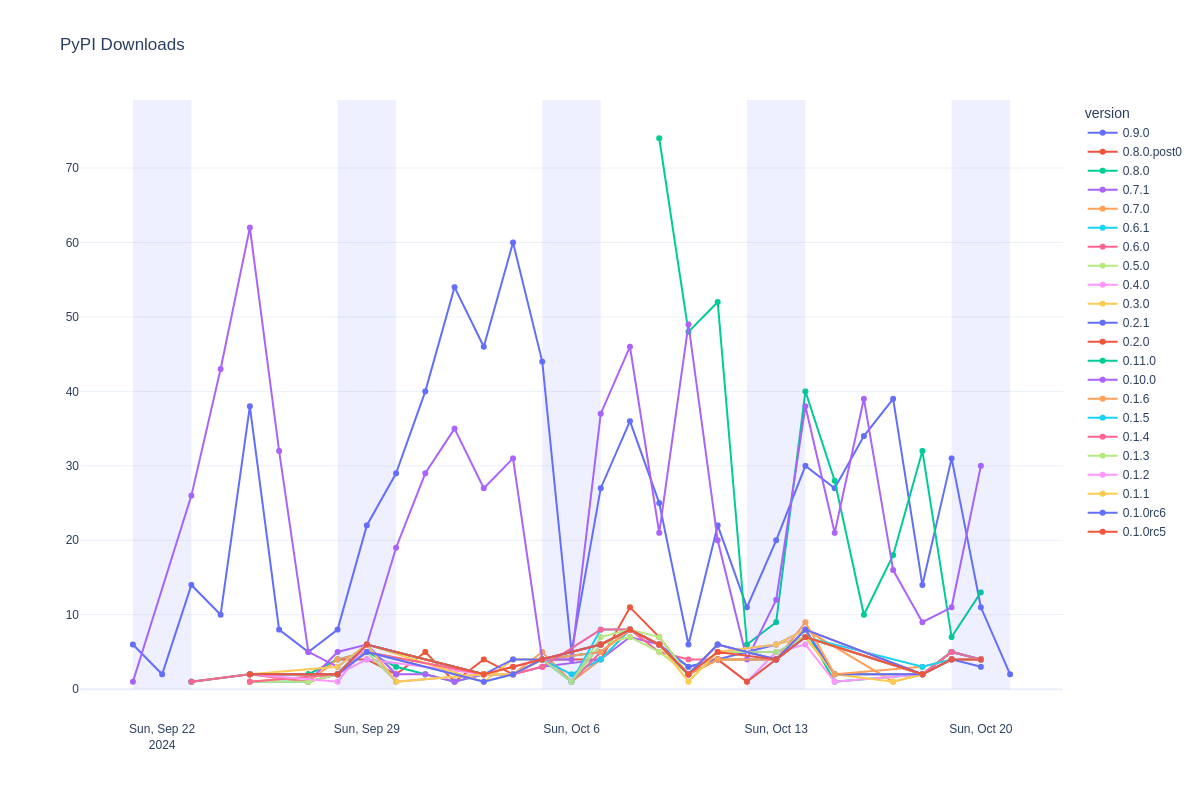 PyPI Downloads
version
0.9.0
0.8.0.post0
0.8.0
0.7.1
0.7.0
0.6.1
0.6.0
0.5.0
0.4.0
0.3.0
0.2.1
0.2.0
0.11.0
0.10.0
0.1.6
0.1.5
0.1.4
0.1.3
0.1.2
0.1.1
0.1.0rc6
0.1.0rc5
70
60
50
40
30
20
10
0
Sun, Sep 22
2024
Sun, Sep 29
Sun, Oct 6
Sun, Oct 13
Sun, Oct 20